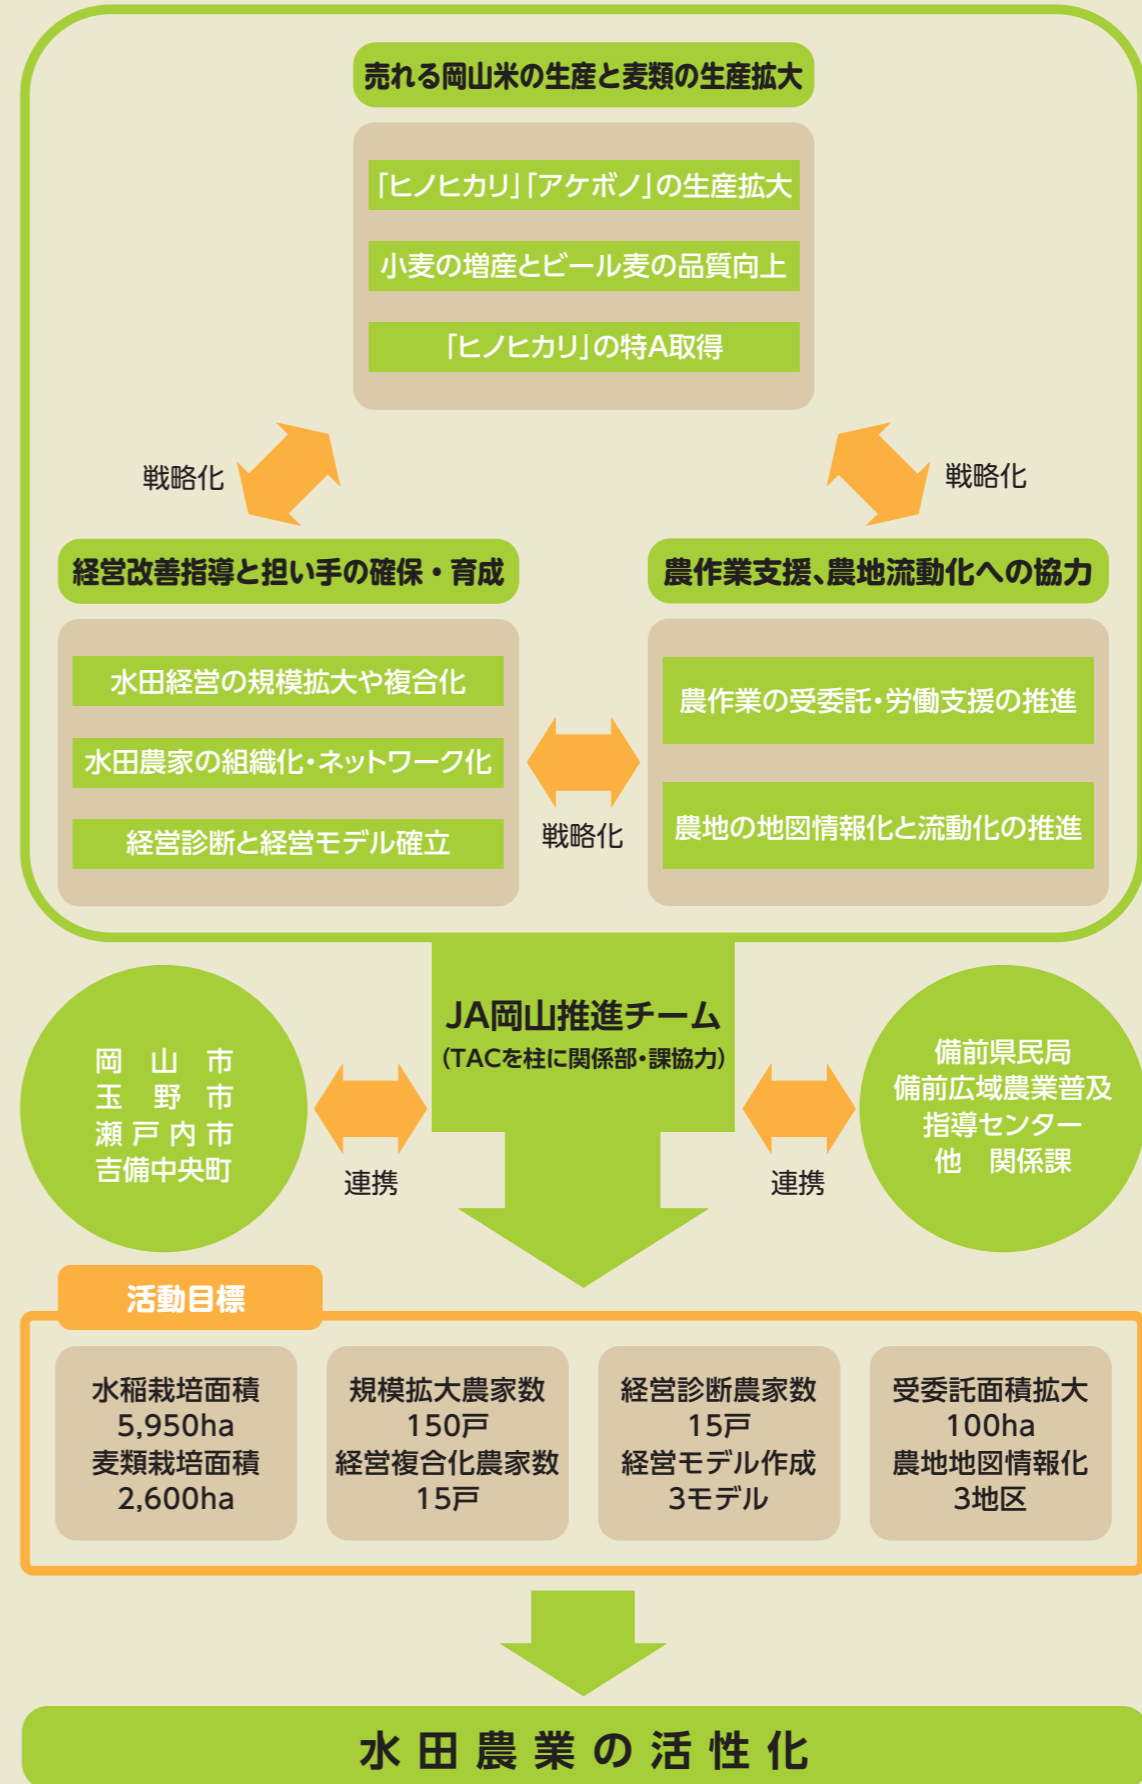 売れる岡山米の生産と麦類の生産拡大
「ヒノヒカリ」「アケボノ」の生産拡大
小麦の増産とビール麦の品質向上
「ヒノヒカリ」の特A取得
戦略化
戦略化
経営改善指導と担い手の確保・育成
水田経営の規模拡大や複合化
水田農家の組織化・ネットワーク化
経営診断と経営モデル確立
戦略化
農作業支援、農地流動化への協力
農作業の受委託・労働支援の推進
農地の地図情報化と流動化の推進
JA岡山推進チーム
（TACを柱に関係部・課協力）
岡山市
玉野市
瀬戸内市
吉備中央町
連携
連携
備前県民局
備前広域農業普及
指導センター
他　関係課
活動目標
水稲栽培面積
5,950ha
麦類栽培面積
2,600ha
規模拡大農家数
150戸
経営複合化農家数
15戸
経営診断農家数
15戸
経営モデル作成
3モデル
受委託面積拡大
100ha
農地地図情報化
3地区
水田農業の活性化